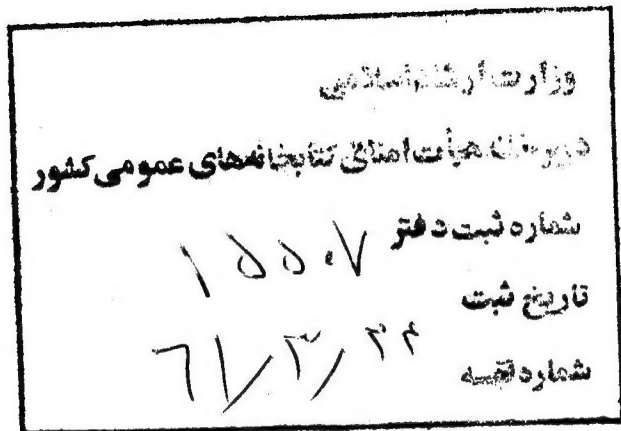 وزارت ارشاد اسلامی
دبیرخانه هیأت امنای کتابخانه‌های عمومی کشور
شماره ثبت دفتر ۱۵۵۰۷
تاریخ ثبت ۶۱/۳/۲۴
شماره قفسه